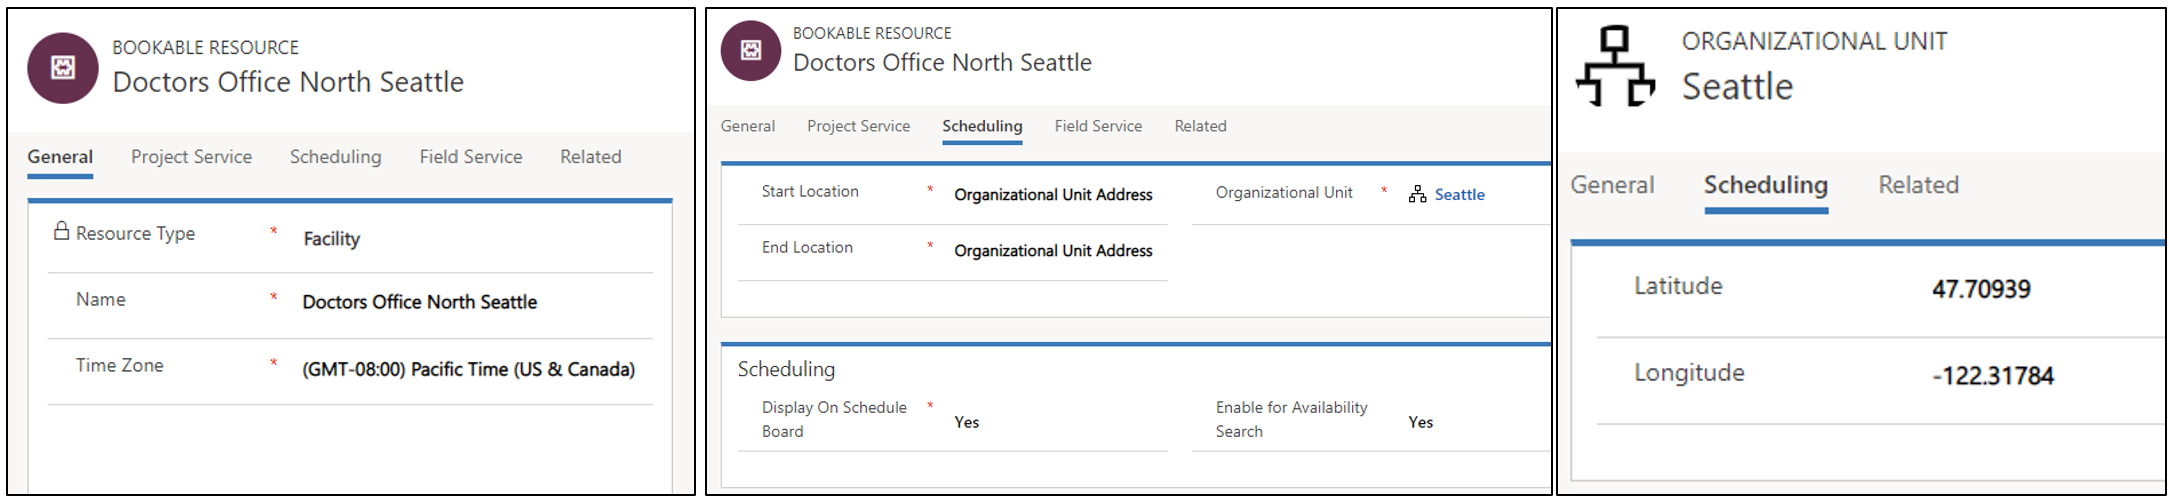 BOOKABLE RESOURCE
Doctors Office North Seattle
General Project Service Scheduling Field Service Related
Resource Type * Facility
Name * Doctors Office North Seattle
Time Zone * (GMT-08:00) Pacific Time (US & Canada)
BOOKABLE RESOURCE
Doctors Office North Seattle
General Project Service Scheduling Field Service Related
Start Location * Organizational Unit Address Organizational Unit * Seattle
End Location * Organizational Unit Address
Scheduling
Display On Schedule
Board * Yes
Enable for Availability
Search Yes
ORGANIZATIONAL UNIT
Seattle
General Scheduling Related
Latitude 47.70939
Longitude -122.31784